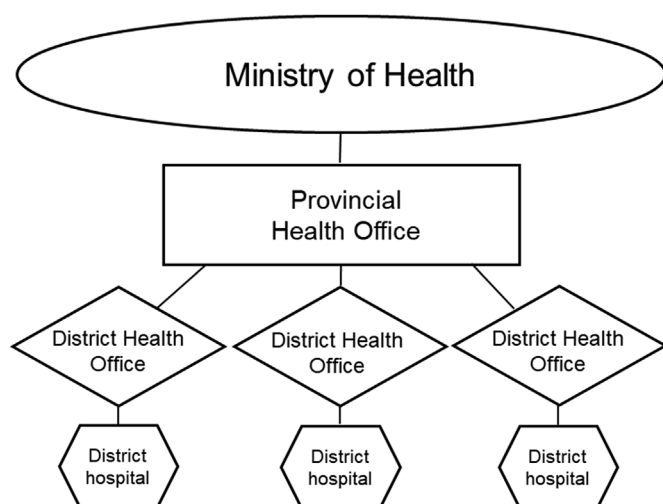 Ministry of Health
Provincial
Health Office
District Health
Office
District Health
Office
District Health
Office
District
hospital
District
hospital
District
hospital